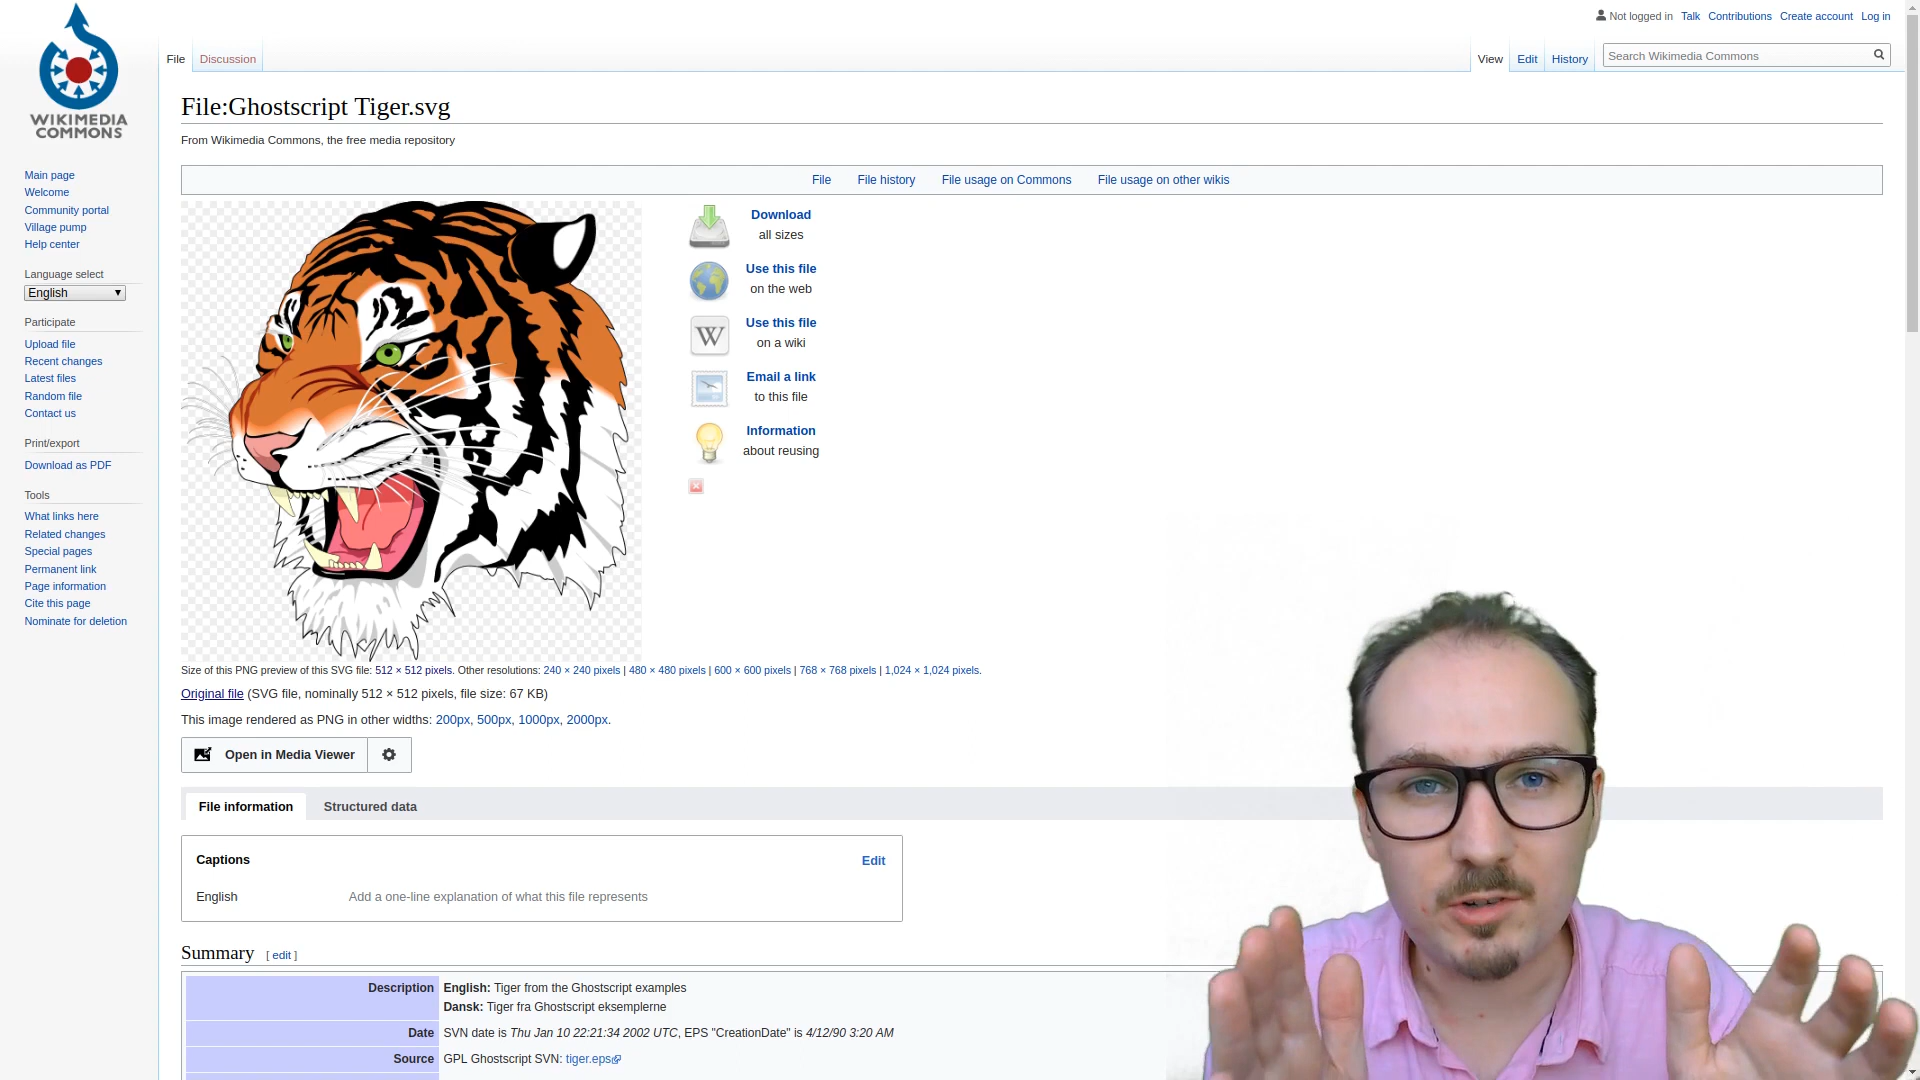 Not logged in Talk Contributions Create account Log in
File Discussion View Edit History Search Wikimedia Commons
WIKIMEDIA
COMMONS
Main page
Welcome
Community portal
Village pump
Help center
Language select
English
Participate
Upload file
Recent changes
Latest files
Random file
Contact us
Print/export
Download as PDF
Tools
What links here
Related changes
Special pages
Permanent link
Page information
Cite this page
Nominate for deletion
File:Ghostscript Tiger.svg
From Wikimedia Commons, the free media repository
File File history File usage on Commons File usage on other wikis
Download
all sizes
Use this file
on the web
W
Use this file
on a wiki
Email a link
to this file
Information
about reusing
Size of this PNG preview of this SVG file: 512 × 512 pixels. Other resolutions: 240 × 240 pixels | 480 × 480 pixels | 600 × 600 pixels | 768 × 768 pixels | 1,024 × 1,024 pixels.
Original file (SVG file, nominally 512 × 512 pixels, file size: 67 KB)
This image rendered as PNG in other widths: 200px, 500px, 1000px, 2000px.
Open in Media Viewer
File information Structured data
Captions Edit
English Add a one-line explanation of what this file represents
Summary [ edit ]
Description English: Tiger from the Ghostscript examples
Dansk: Tiger fra Ghostscript eksemplerne
Date SVN date is Thu Jan 10 22:21:34 2002 UTC, EPS "CreationDate" is 4/12/90 3:20 AM
Source GPL Ghostscript SVN: tiger.eps